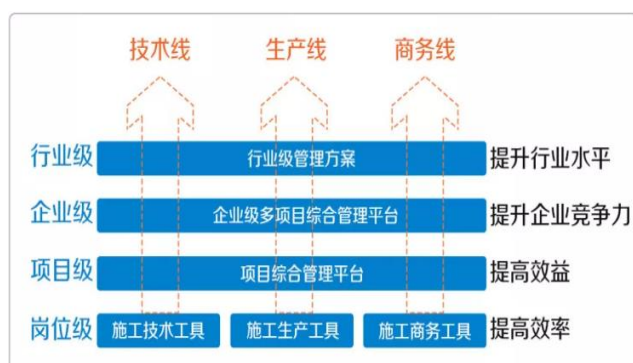 技术线 生产线 商务线
行业级 行业级管理方案 提升行业水平
企业级 企业级多项目综合管理平台 提升企业竞争力
项目级 项目综合管理平台 提高效益
岗位级 施工技术工具 施工生产工具 施工商务工具 提高效率